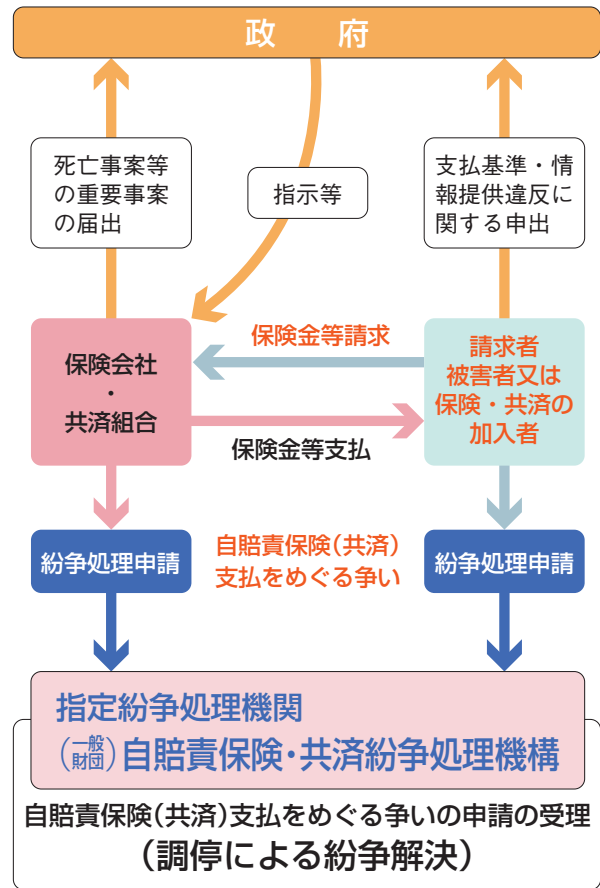 政　府
死亡事案等
の重要事案
の届出
指示等
支払基準・情
報提供違反に
関する申出
保険会社
・
共済組合
保険金等請求
保険金等支払
請求者
被害者又は
保険・共済の
加入者
紛争処理申請
自賠責保険(共済)
支払をめぐる争い
紛争処理申請
指定紛争処理機関
(一般財団)自賠責保険・共済紛争処理機構
自賠責保険(共済)支払をめぐる争いの申請の受理
(調停による紛争解決)